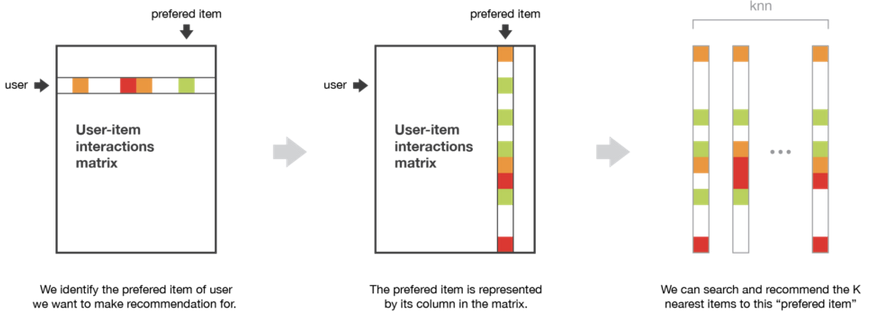 prefered item
user
User-item
interactions
matrix
We identify the prefered item of user
we want to make recommendation for.
prefered item
user
User-item
interactions
matrix
The prefered item is represented
by its column in the matrix.
knn
We can search and recommend the K
nearest items to this “prefered item”